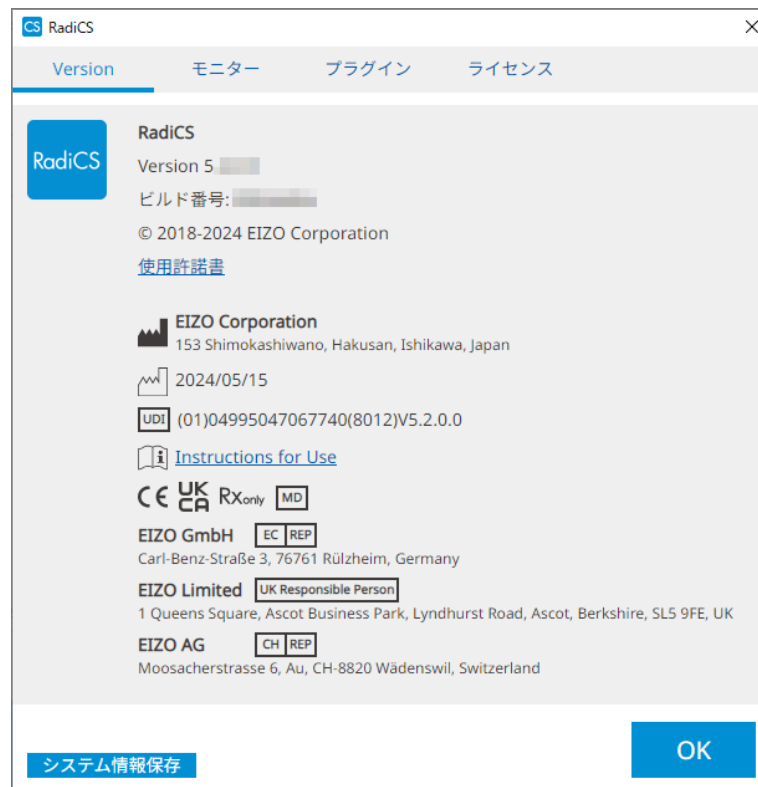 CS RadiCS
Version モニター プラグイン ライセンス
RadiCS
RadiCS
Version 5
ビルド番号:
© 2018-2024 EIZO Corporation
使用許諾書
EIZO Corporation
153 Shimokashiwano, Hakusan, Ishikawa, Japan
2024/05/15
UDI (01)04995047067740(8012)V5.2.0.0
Instructions for Use
CE UK CA Rx only MD
EIZO GmbH EC REP
Carl-Benz-Straße 3, 76761 Rülzheim, Germany
EIZO Limited UK Responsible Person
1 Queens Square, Ascot Business Park, Lyndhurst Road, Ascot, Berkshire, SL5 9FE, UK
EIZO AG CH REP
Moosacherstrasse 6, Au, CH-8820 Wädenswil, Switzerland
OK
システム情報保存